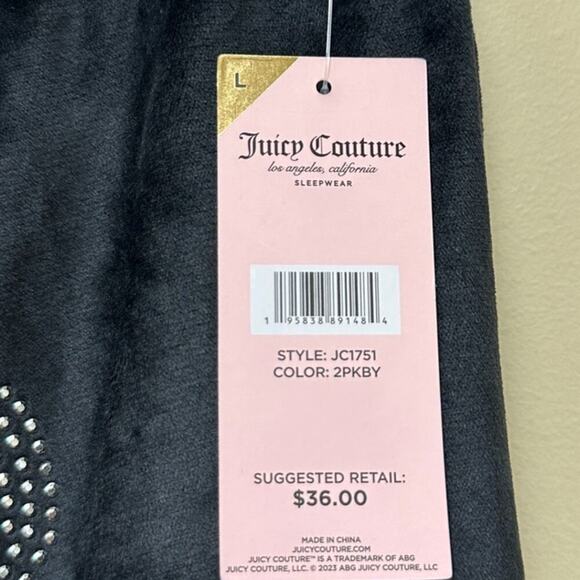 L
Juicy Couture
los angeles, california
SLEEPWEAR
1 95838 89148 4
STYLE: JC1751
COLOR: 2PKBY
SUGGESTED RETAIL:
$36.00
MADE IN CHINA
JUICYCOUTURE.COM
JUICY COUTURE™ IS A TRADEMARK OF ABG
JUICY COUTURE, LLC. © 2023 ABG JUICY COUTURE, LLC